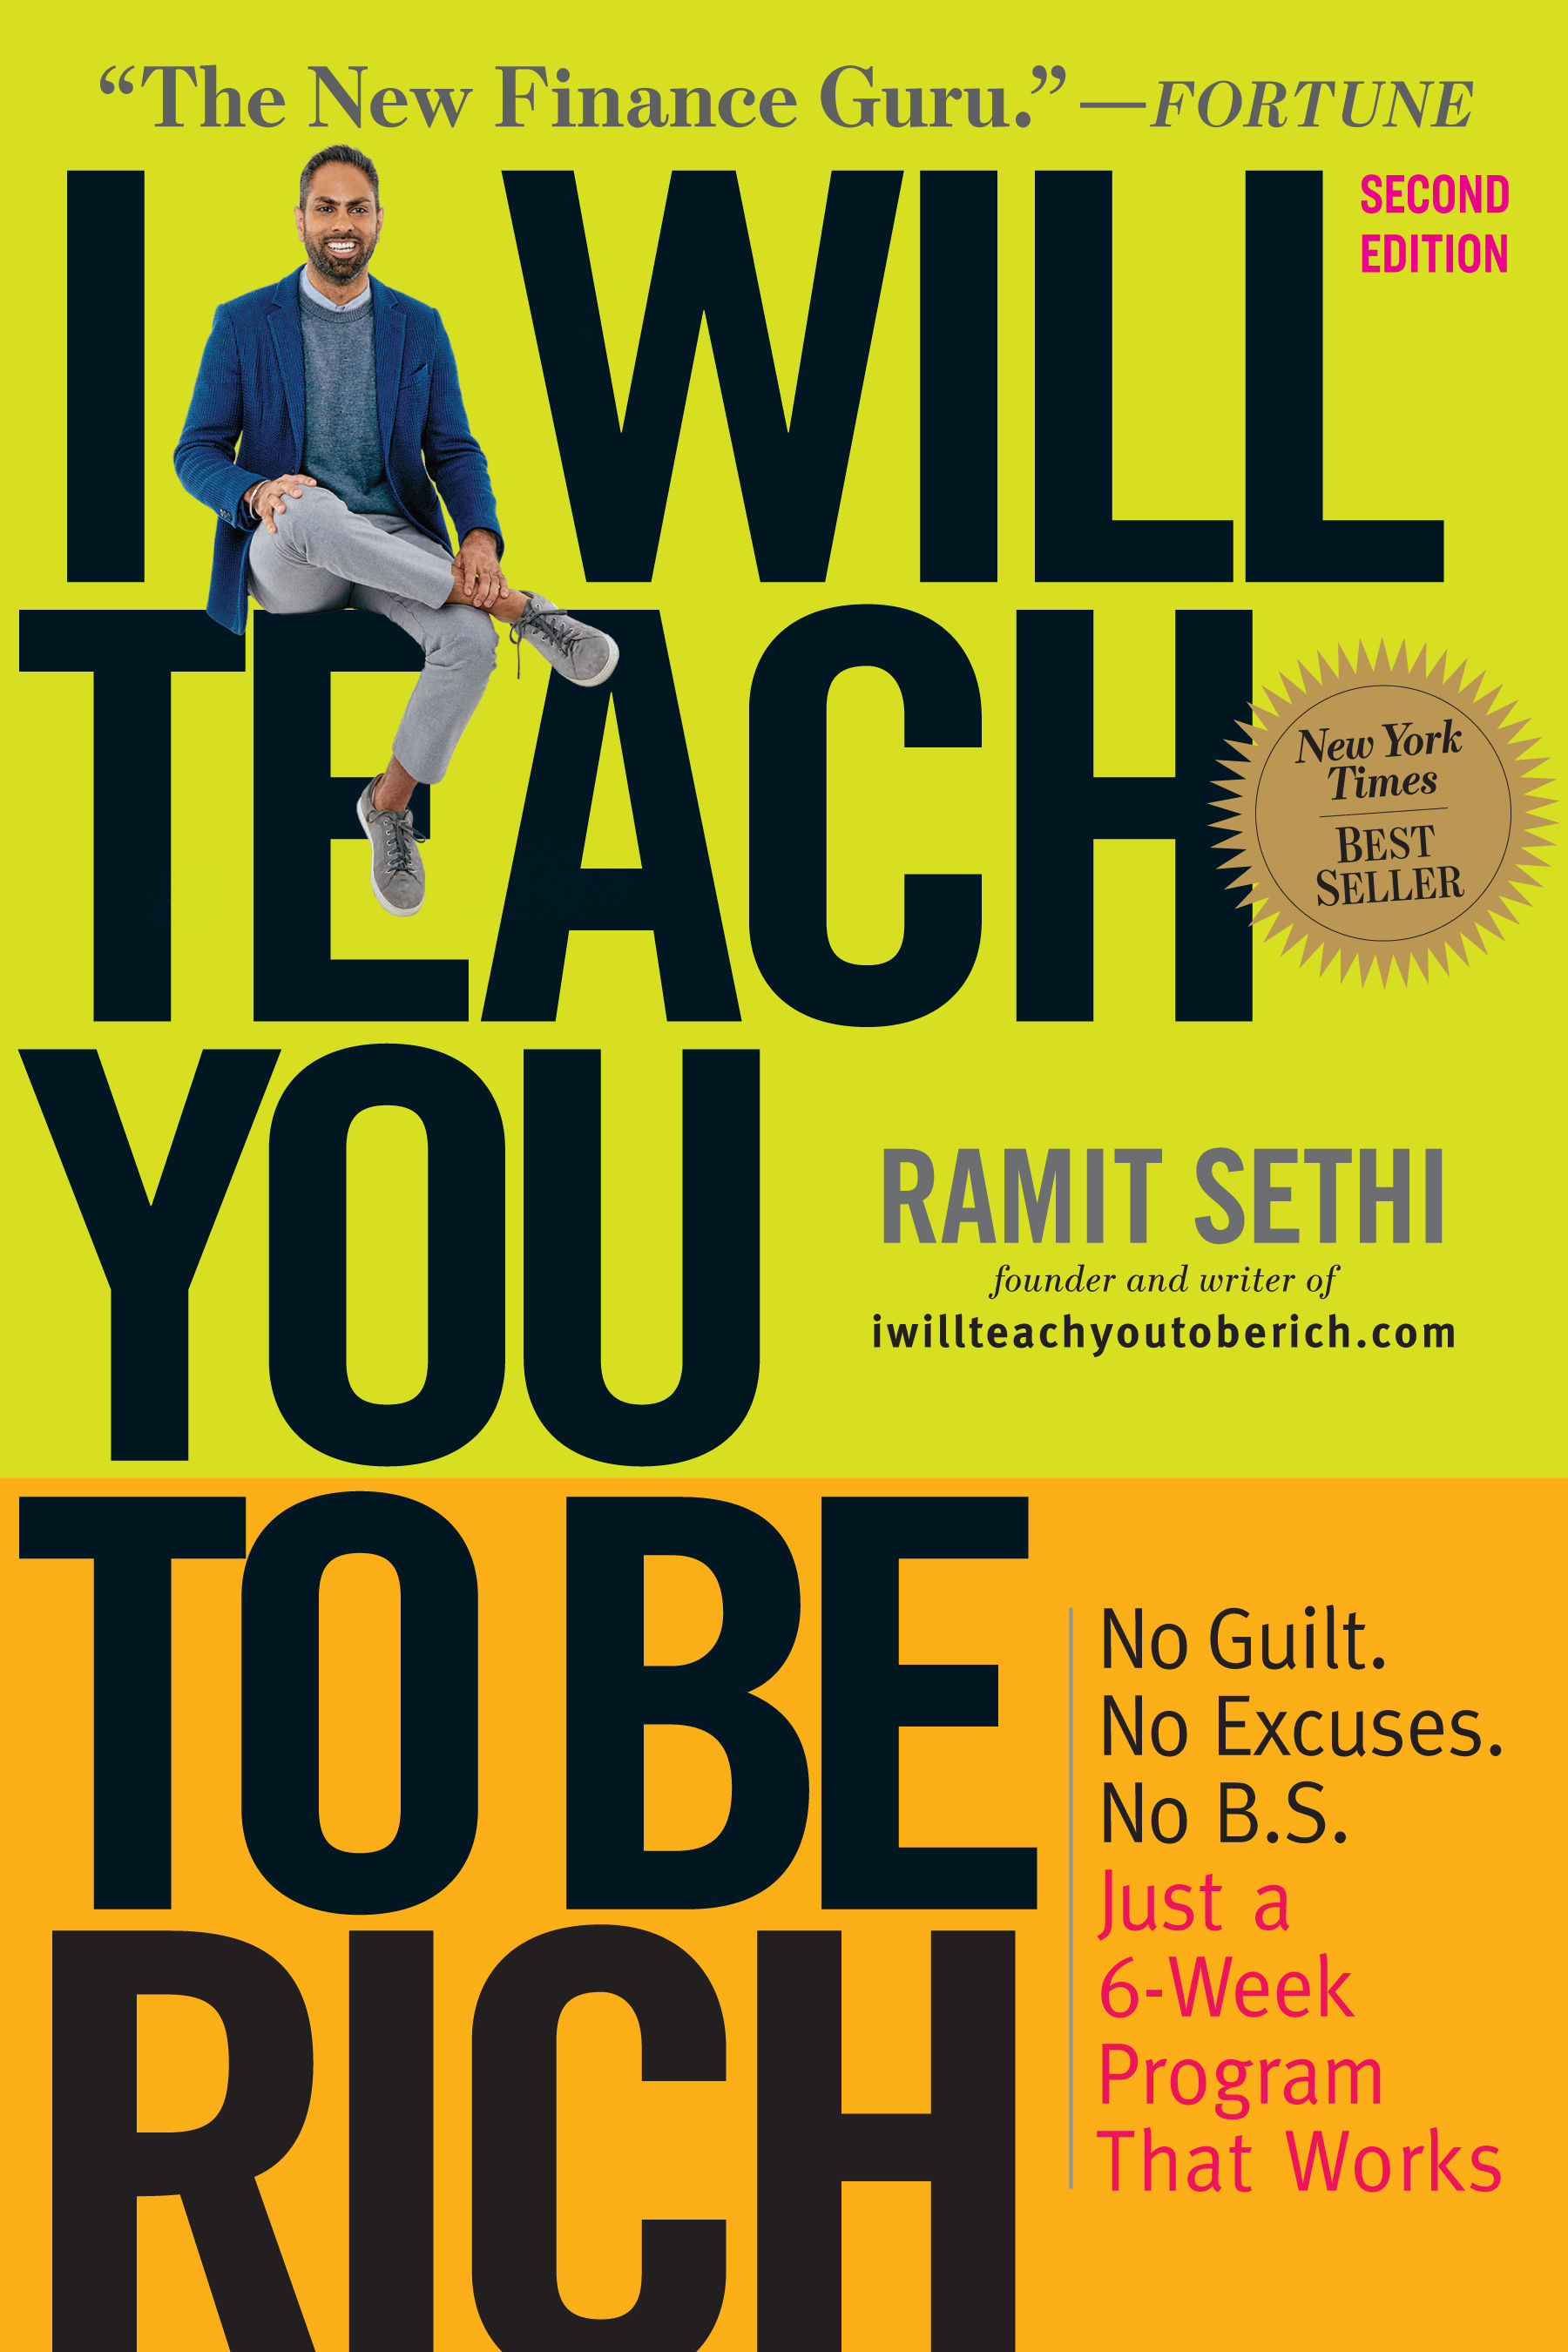 “The New Finance Guru.”—FORTUNE
I WILL
SECOND
EDITION
TEACH
New York
Times
BEST
SELLER
YOU
RAMIT SETHI
founder and writer of
iwillteachyoutoberich.com
TO BE
RICH
No Guilt.
No Excuses.
No B.S.
Just a
6-Week
Program
That Works